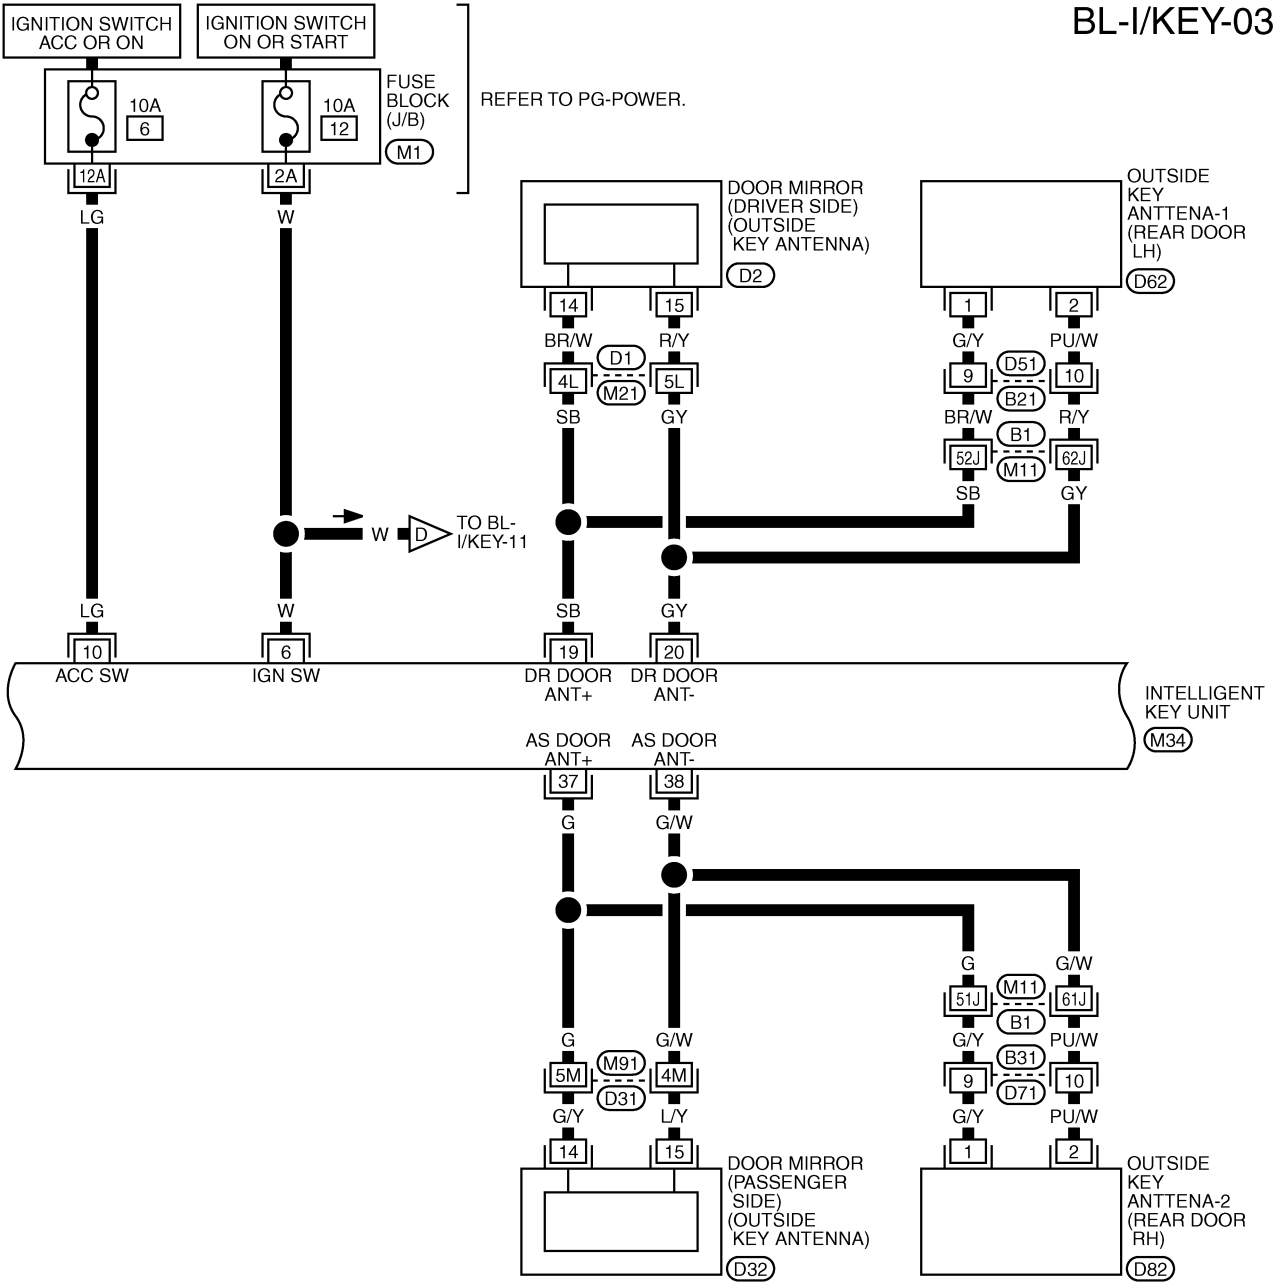 BL-I/KEY-03
IGNITION SWITCH
ACC OR ON
IGNITION SWITCH
ON OR START
10A
6
10A
12
FUSE
BLOCK
(J/B)
M1
REFER TO PG-POWER.
12A
2A
LG
W
DOOR MIRROR
(DRIVER SIDE)
(OUTSIDE
KEY ANTENNA)
D2
OUTSIDE
KEY
ANTTENA-1
(REAR DOOR
LH)
D62
14
15
1
2
BR/W
R/Y
G/Y
PU/W
D1
D51
4L
5L
9
10
M21
B21
SB
GY
BR/W
R/Y
B1
52J
62J
M11
SB
GY
W
D
TO BL-
I/KEY-11
LG
W
SB
GY
10
6
19
20
ACC SW
IGN SW
DR DOOR
ANT+
DR DOOR
ANT-
INTELLIGENT
KEY UNIT
M34
AS DOOR
ANT+
AS DOOR
ANT-
37
38
G
G/W
G
G/W
M11
51J
61J
B1
G
G/W
G/Y
PU/W
M91
B31
5M
4M
9
10
D31
D71
G/Y
L/Y
G/Y
PU/W
14
15
1
2
DOOR MIRROR
(PASSENGER
SIDE)
(OUTSIDE
KEY ANTENNA)
D32
OUTSIDE
KEY
ANTTENA-2
(REAR DOOR
RH)
D82